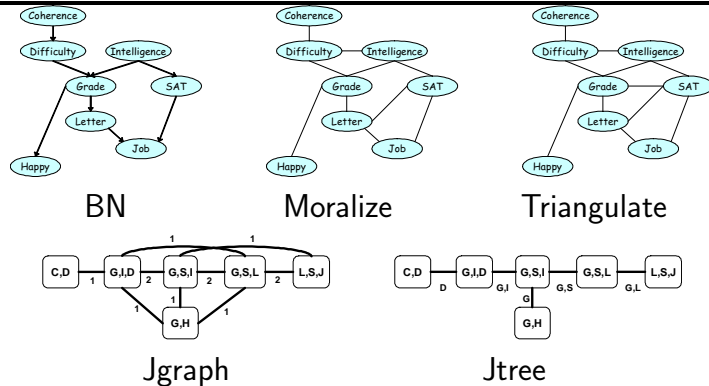 Coherence Coherence Coherence
Difficulty Intelligence Difficulty Intelligence Difficulty Intelligence
Grade SAT Grade SAT Grade SAT
Letter Letter Letter
Job Job Job
Happy Happy Happy
BN Moralize Triangulate
1 1
C,D G,I,D G,S,I G,S,L L,S,J C,D G,I,D G,S,I G,S,L L,S,J
1 2 2 2 D G,I G,S G,L
1 1 1 G
G,H G,H
Jgraph Jtree